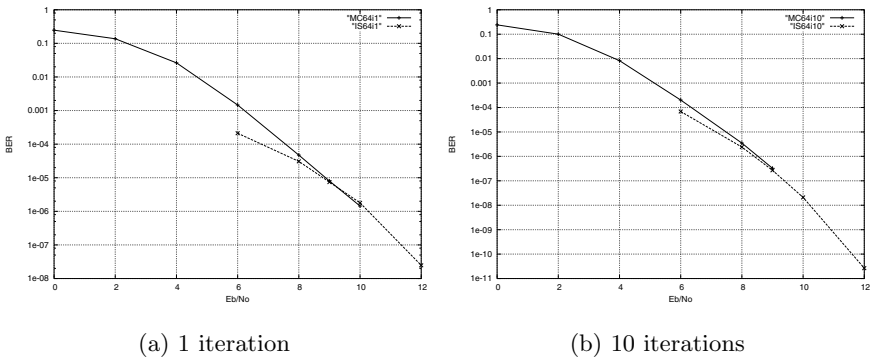 1
0.1
0.01
0.001
1e-04
1e-05
1e-06
1e-07
1e-08
BER
0 2 4 6 8 10 12
Eb/No
"MC64i1"
"IS64i1"
(a) 1 iteration
1
0.1
0.01
0.001
1e-04
1e-05
1e-06
1e-07
1e-08
1e-09
1e-10
1e-11
BER
0 2 4 6 8 10 12
Eb/No
"MC64i10"
"IS64i10"
(b) 10 iterations